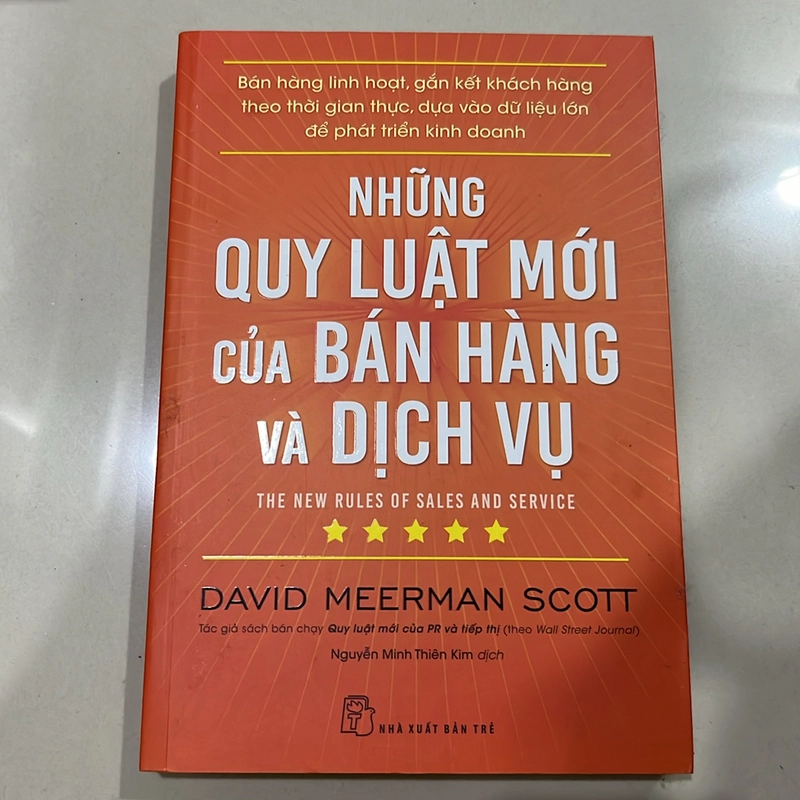 Bán hàng linh hoạt, gắn kết khách hàng
theo thời gian thực, dựa vào dữ liệu lớn
để phát triển kinh doanh
NHỮNG
QUY LUẬT MỚI
CỦA BÁN HÀNG
VÀ DỊCH VỤ
THE NEW RULES OF SALES AND SERVICE
DAVID MEERMAN SCOTT
Tác giả sách bán chạy Quy luật mới của PR và tiếp thị (theo Wall Street Journal)
Nguyễn Minh Thiên Kim dịch
T
NHÀ XUẤT BẢN TRẺ